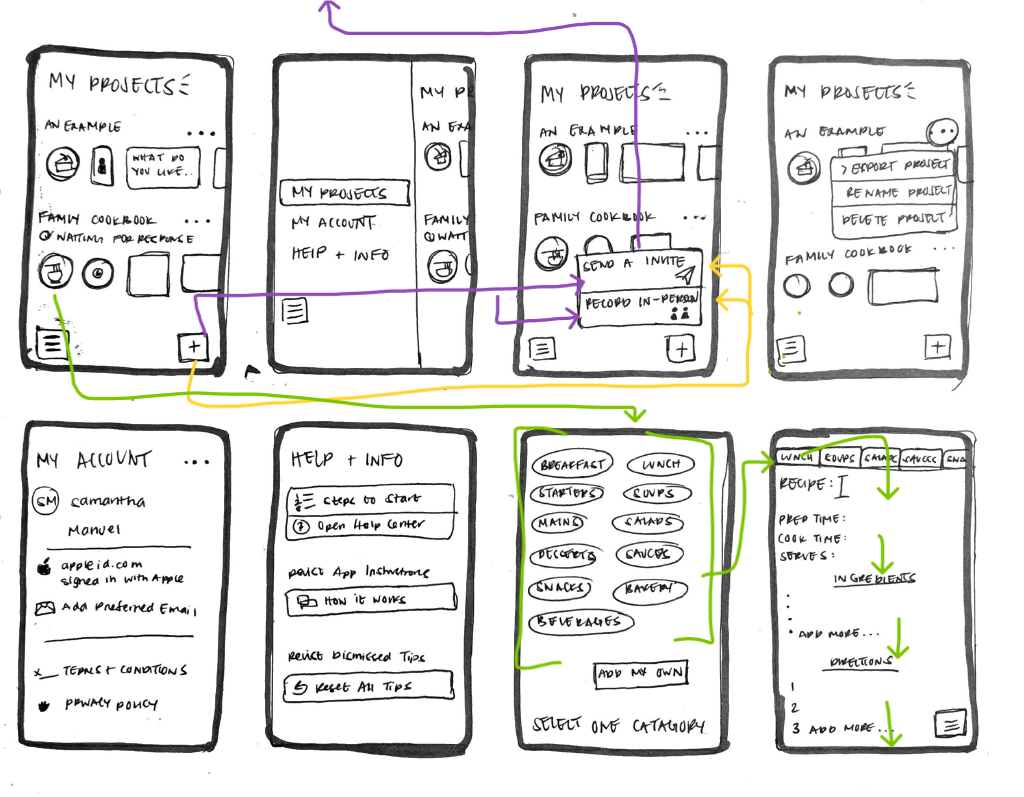 MY PROJECTS
AN EXAMPLE
...
WHAT DO
YOU LIKE..
FAMILY COOKBOOK
...
WAITING FOR RESPONSE
+
MY PR
AN EXA
MY PROJECTS
MY ACCOUNT
HELP + INFO
FAMILY
WAIT
MY PROJECTS
AN EXAMPLE
...
FAMILY COOKBOOK
...
SEND A INVITE
RECORD IN-PERSON
+
MY PROJECTS
AN EXAMPLE
...
> EXPORT PROJECT
RENAME PROJECT
DELETE PROJECT
FAMILY COOKBOOK
...
+
MY ACCOUNT
...
SM
samantha
Manuel
appleid.com
signed in with Apple
Add Preferred Email
x_ TERMS + CONDITIONS
PRIVACY POLICY
HELP + INFO
Steps to Start
? Open Help Center
App Instructions
HOW it WORKS
Dismissed Tips
Reset All Tips
BREAKFAST
LUNCH
STARTERS
SOUPS
MAINS
SALADS
DESSERTS
SAUCES
SNACKS
BAKERY
BEVERAGES
ADD MY OWN
SELECT ONE CATAGORY
LUNCH
SOUPS
SALADS
SAUCES
SNA
RECIPE:
PREP TIME:
COOK TIME:
SERVES:
INGREDIENTS
• ADD MORE...
DIRECTIONS
1
2
3 ADD MORE...